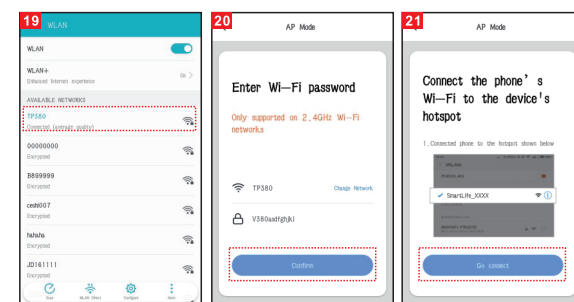 19
WLAN
WLAN
WLAN+
Enhanced Internet experience
On >
AVAILABLE NETWORKS
TP380
Connected (average quality)
00000000
Encrypted
B899999
Encrypted
ceshi007
Encrypted
hahaha
Encrypted
JD161111
Encrypted
Scan
WLAN Direct
Configure
More
20
AP Mode
Enter Wi—Fi password
Only supported on 2.4GHz Wi—Fi
networks
TP380
Change Network
V380aadfghjkl
Confirm
21
AP Mode
Connect the phone's
Wi—Fi to the device's
hotspot
1.Connected phone to the hotspot shown below
WLAN
SmartLife_XXXX
Go connect